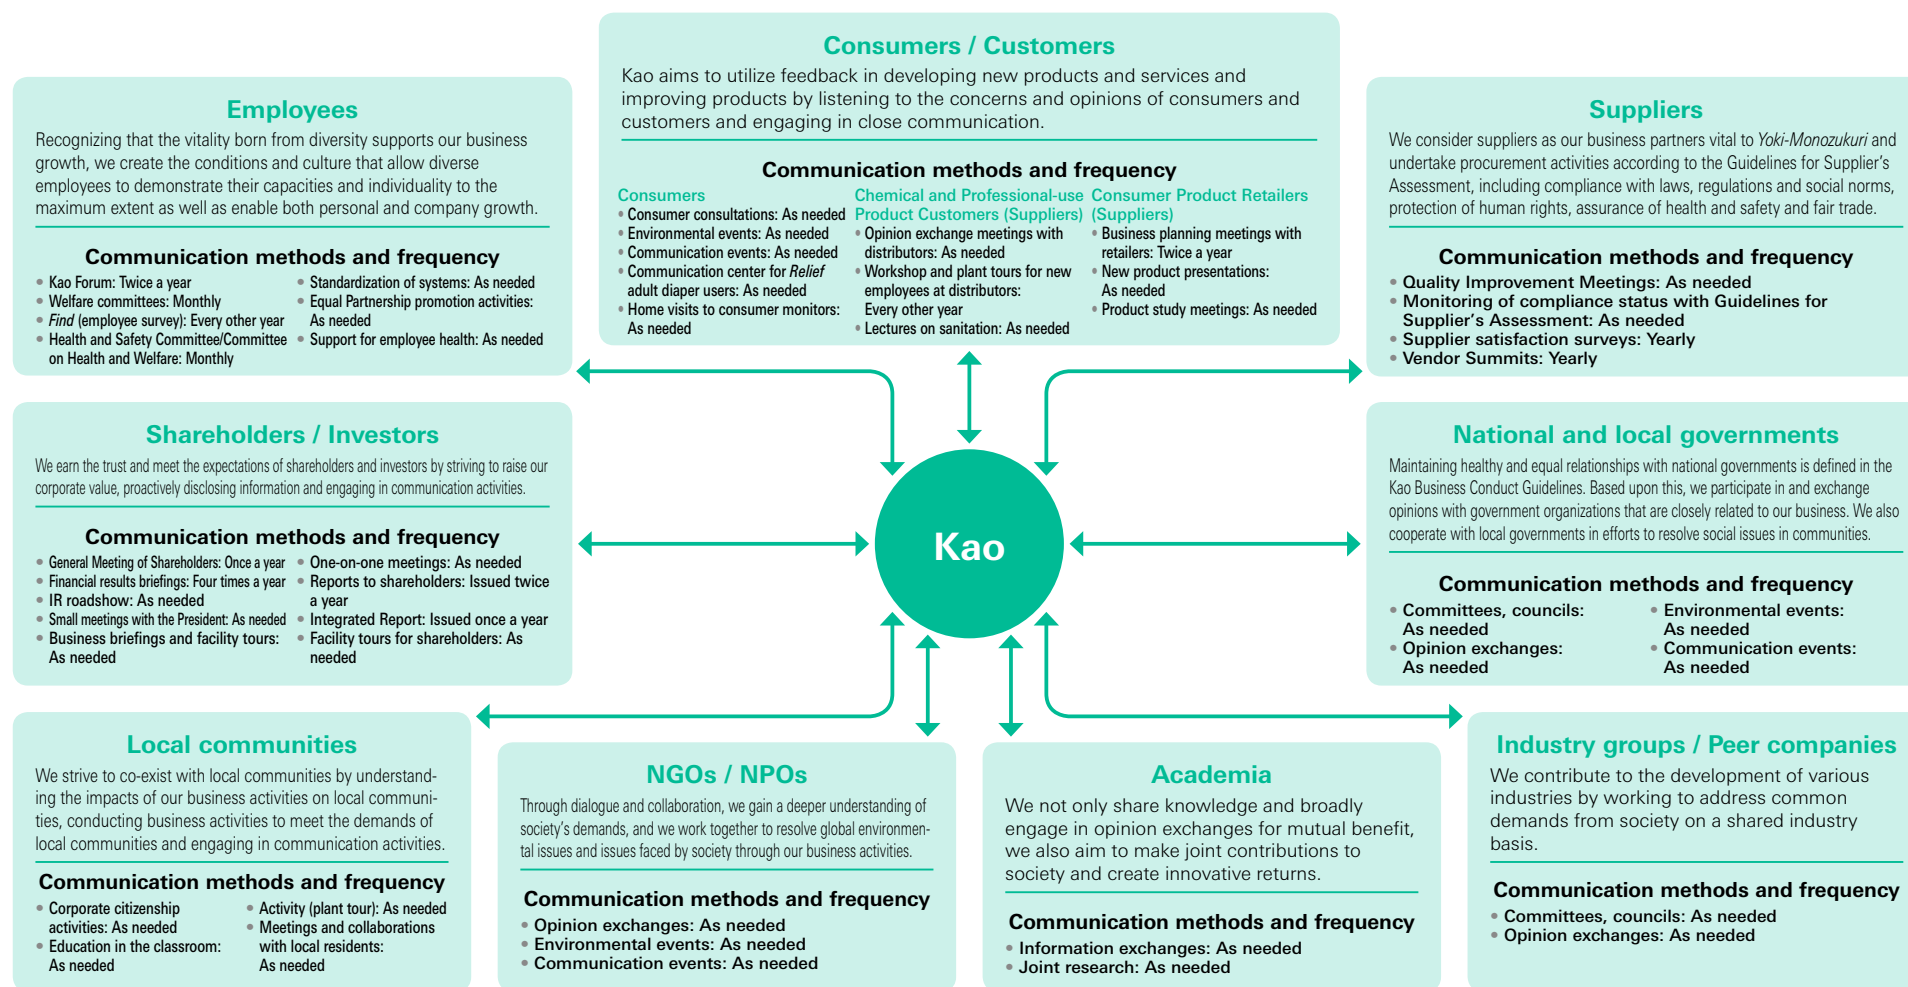 Consumers / Customers
Kao aims to utilize feedback in developing new products and services and
improving products by listening to the concerns and opinions of consumers and
customers and engaging in close communication.
Communication methods and frequency
Consumers
• Consumer consultations: As needed
• Environmental events: As needed
• Communication events: As needed
• Communication center for Relief
adult diaper users: As needed
• Home visits to consumer monitors:
As needed
Chemical and Professional-use
Product Customers (Suppliers)
• Opinion exchange meetings with
distributors: As needed
• Workshop and plant tours for new
employees at distributors:
Every other year
• Lectures on sanitation: As needed
Consumer Product Retailers
(Suppliers)
• Business planning meetings with
retailers: Twice a year
• New product presentations:
As needed
• Product study meetings: As needed
Employees
Recognizing that the vitality born from diversity supports our business
growth, we create the conditions and culture that allow diverse
employees to demonstrate their capacities and individuality to the
maximum extent as well as enable both personal and company growth.
Communication methods and frequency
• Kao Forum: Twice a year
• Welfare committees: Monthly
• Find (employee survey): Every other year
• Health and Safety Committee/Committee
on Health and Welfare: Monthly
• Standardization of systems: As needed
• Equal Partnership promotion activities:
As needed
• Support for employee health: As needed
Suppliers
We consider suppliers as our business partners vital to Yoki-Monozukuri and
undertake procurement activities according to the Guidelines for Supplier's
Assessment, including compliance with laws, regulations and social norms,
protection of human rights, assurance of health and safety and fair trade.
Communication methods and frequency
• Quality Improvement Meetings: As needed
• Monitoring of compliance status with Guidelines for
Supplier's Assessment: As needed
• Supplier satisfaction surveys: Yearly
• Vendor Summits: Yearly
Shareholders / Investors
We earn the trust and meet the expectations of shareholders and investors by striving to raise our
corporate value, proactively disclosing information and engaging in communication activities.
Communication methods and frequency
• General Meeting of Shareholders: Once a year
• Financial results briefings: Four times a year
• IR roadshow: As needed
• Small meetings with the President: As needed
• Business briefings and facility tours:
As needed
• One-on-one meetings: As needed
• Reports to shareholders: Issued twice
a year
• Integrated Report: Issued once a year
• Facility tours for shareholders: As
needed
Kao
National and local governments
Maintaining healthy and equal relationships with national governments is defined in the
Kao Business Conduct Guidelines. Based upon this, we participate in and exchange
opinions with government organizations that are closely related to our business. We also
cooperate with local governments in efforts to resolve social issues in communities.
Communication methods and frequency
• Committees, councils:
As needed
• Opinion exchanges:
As needed
• Environmental events:
As needed
• Communication events:
As needed
Local communities
We strive to co-exist with local communities by understand-
ing the impacts of our business activities on local communi-
ties, conducting business activities to meet the demands of
local communities and engaging in communication activities.
Communication methods and frequency
• Corporate citizenship
activities: As needed
• Education in the classroom:
As needed
• Activity (plant tour): As needed
• Meetings and collaborations
with local residents:
As needed
NGOs / NPOs
Through dialogue and collaboration, we gain a deeper understanding of
society's demands, and we work together to resolve global environmen-
tal issues and issues faced by society through our business activities.
Communication methods and frequency
• Opinion exchanges: As needed
• Environmental events: As needed
• Communication events: As needed
Academia
We not only share knowledge and broadly
engage in opinion exchanges for mutual benefit,
we also aim to make joint contributions to
society and create innovative returns.
Communication methods and frequency
• Information exchanges: As needed
• Joint research: As needed
Industry groups / Peer companies
We contribute to the development of various
industries by working to address common
demands from society on a shared industry
basis.
Communication methods and frequency
• Committees, councils: As needed
• Opinion exchanges: As needed